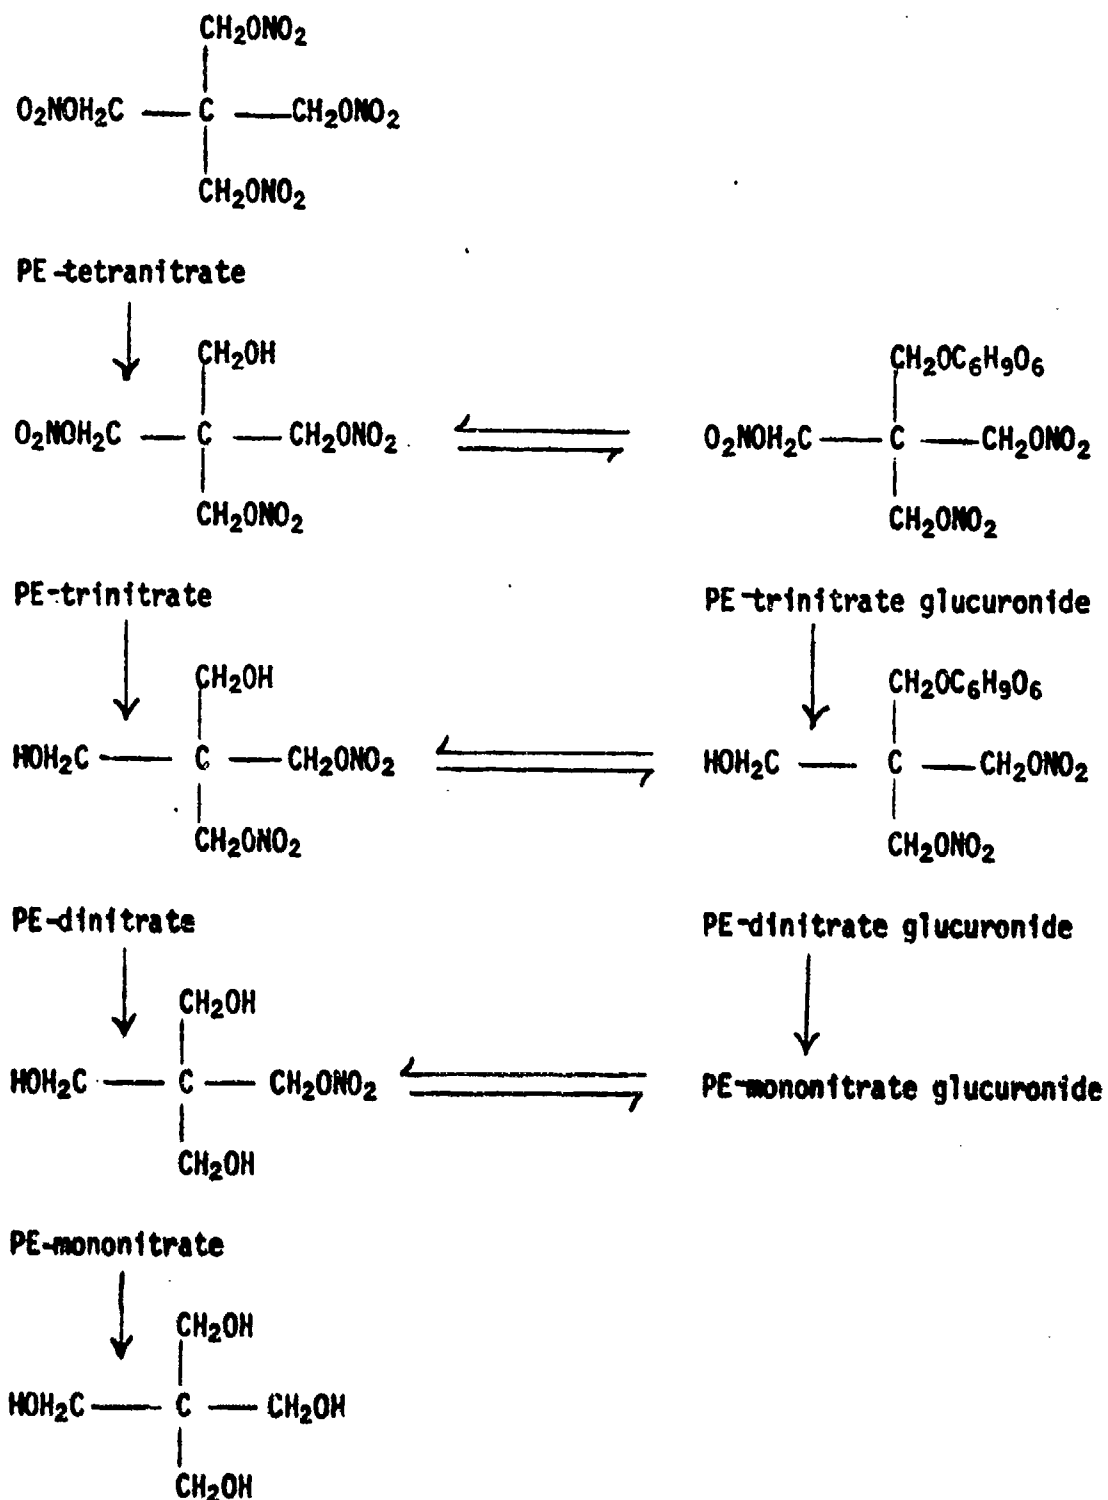 CH₂ONO₂
O₂NOH₂C — C — CH₂ONO₂
CH₂ONO₂
PE-tetranitrate
CH₂OH
O₂NOH₂C — C — CH₂ONO₂
CH₂ONO₂
CH₂OC₆H₉O₆
O₂NOH₂C — C — CH₂ONO₂
CH₂ONO₂
PE-trinitrate
PE-trinitrate glucuronide
CH₂OH
HOH₂C — C — CH₂ONO₂
CH₂ONO₂
CH₂OC₆H₉O₆
HOH₂C — C — CH₂ONO₂
CH₂ONO₂
PE-dinitrate
PE-dinitrate glucuronide
CH₂OH
HOH₂C — C — CH₂ONO₂
CH₂OH
PE-mononitrate glucuronide
PE-mononitrate
CH₂OH
HOH₂C — C — CH₂OH
CH₂OH